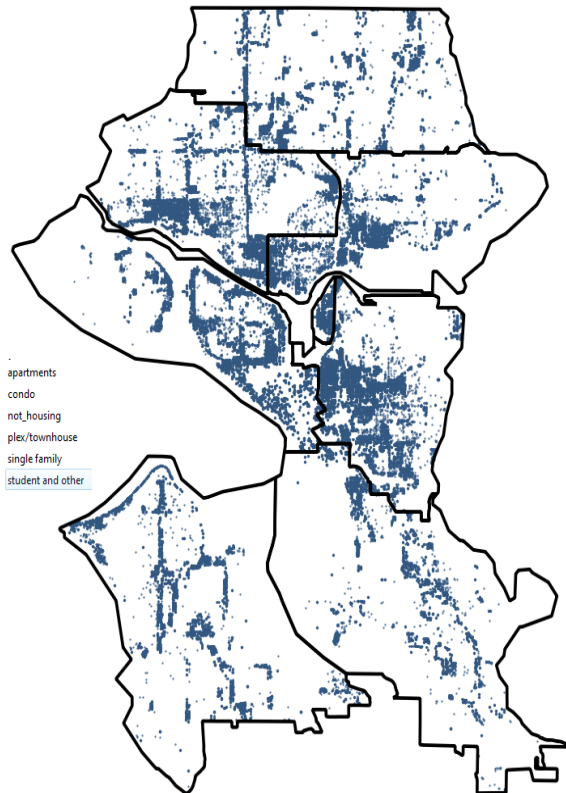 .
apartments
condo
not_housing
plex/townhouse
single family
student and other